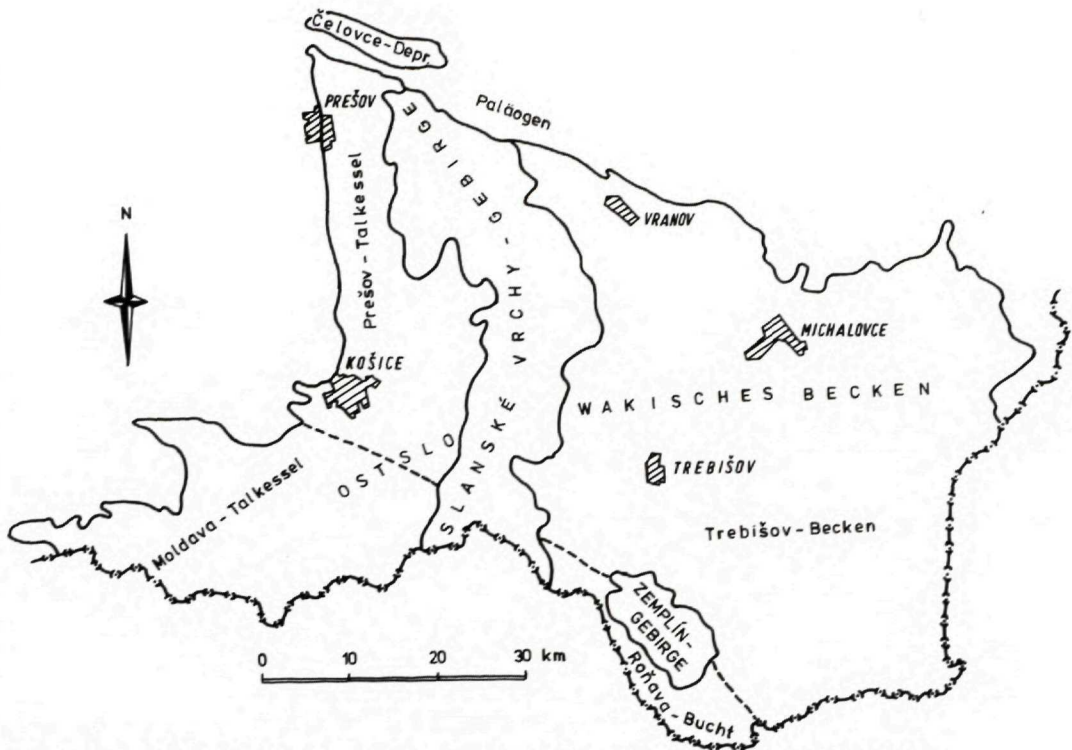 Čelovce-Depr.
PREŠOV
Paläogen
Prešov-Talkessel
SLANSKÉ VRCHY-GEBIRGE
VRANOV
N
MICHALOVCE
KOŠICE
OSTSLO WAKISCHES BECKEN
TREBIŠOV
Moldava-Talkessel
Trebišov-Becken
ZEMPLÍN-
GEBIRGE
Roňava-Bucht
0 10 20 30 km